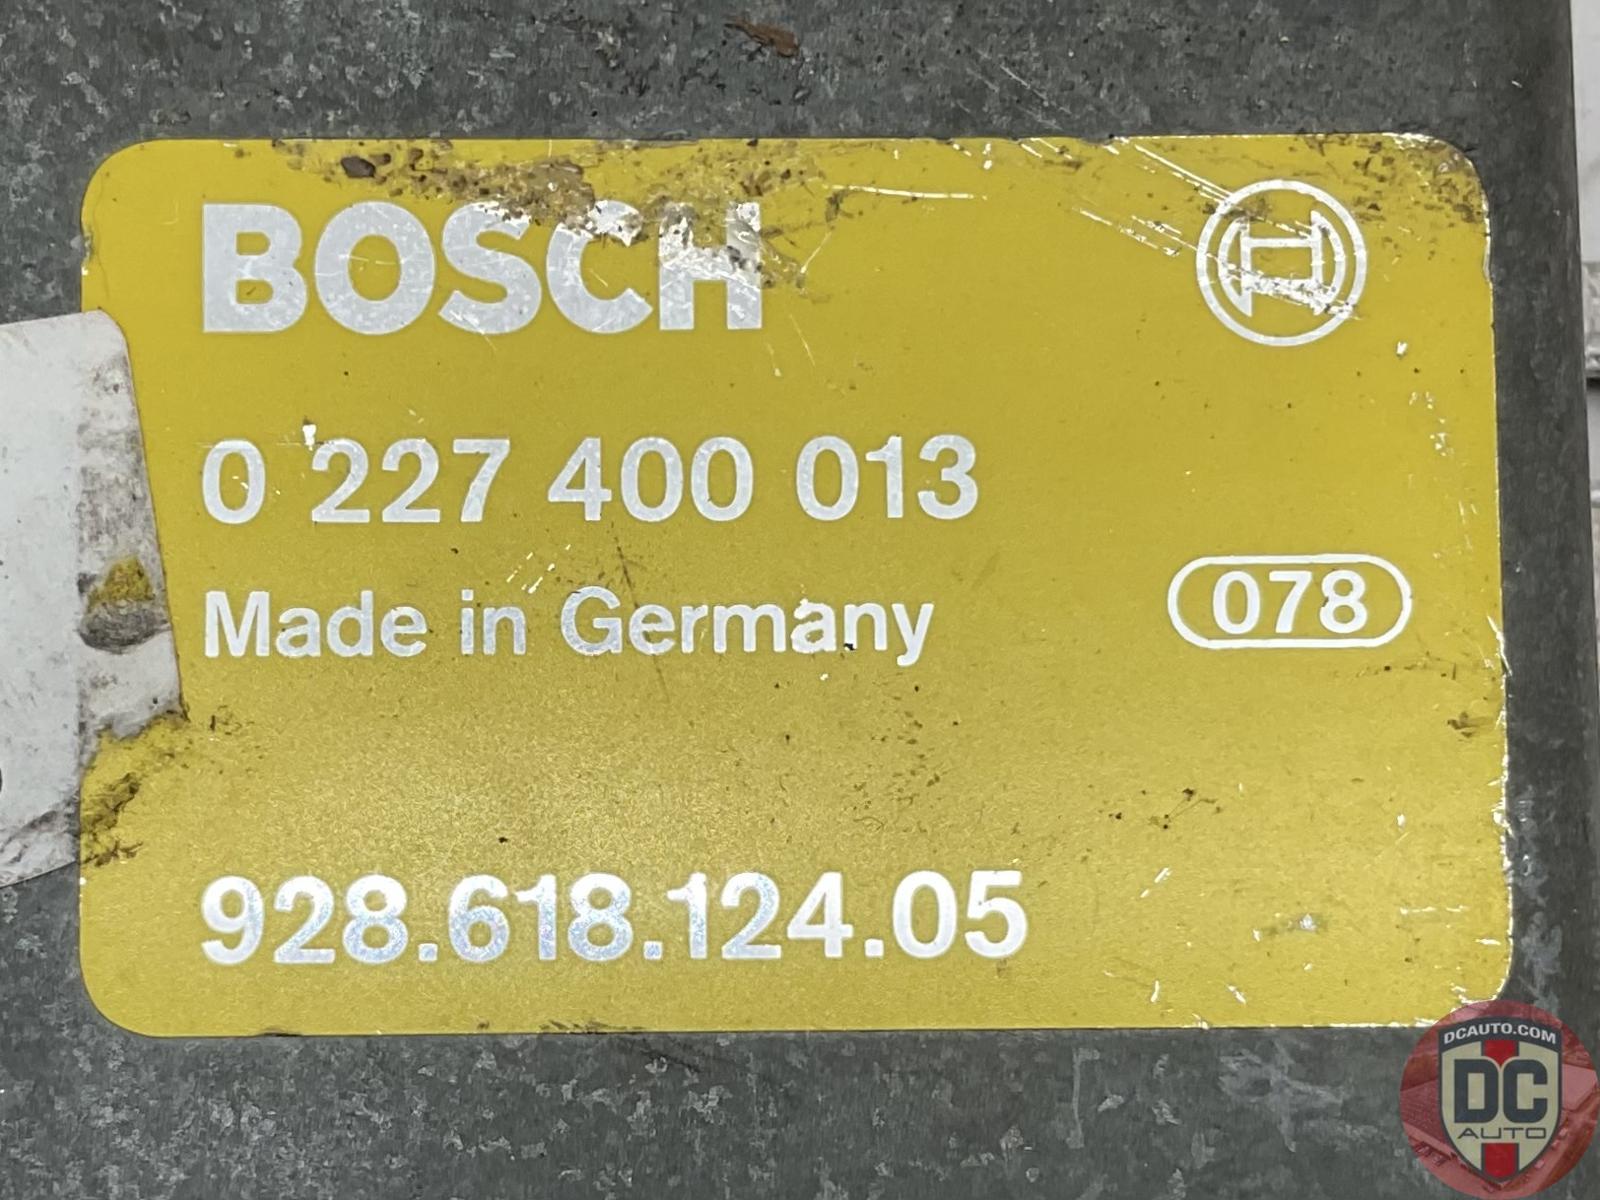 BOSCH
0 227 400 013
Made in Germany
078
928.618.124.05
DCAUTO.COM
DC
AUTO